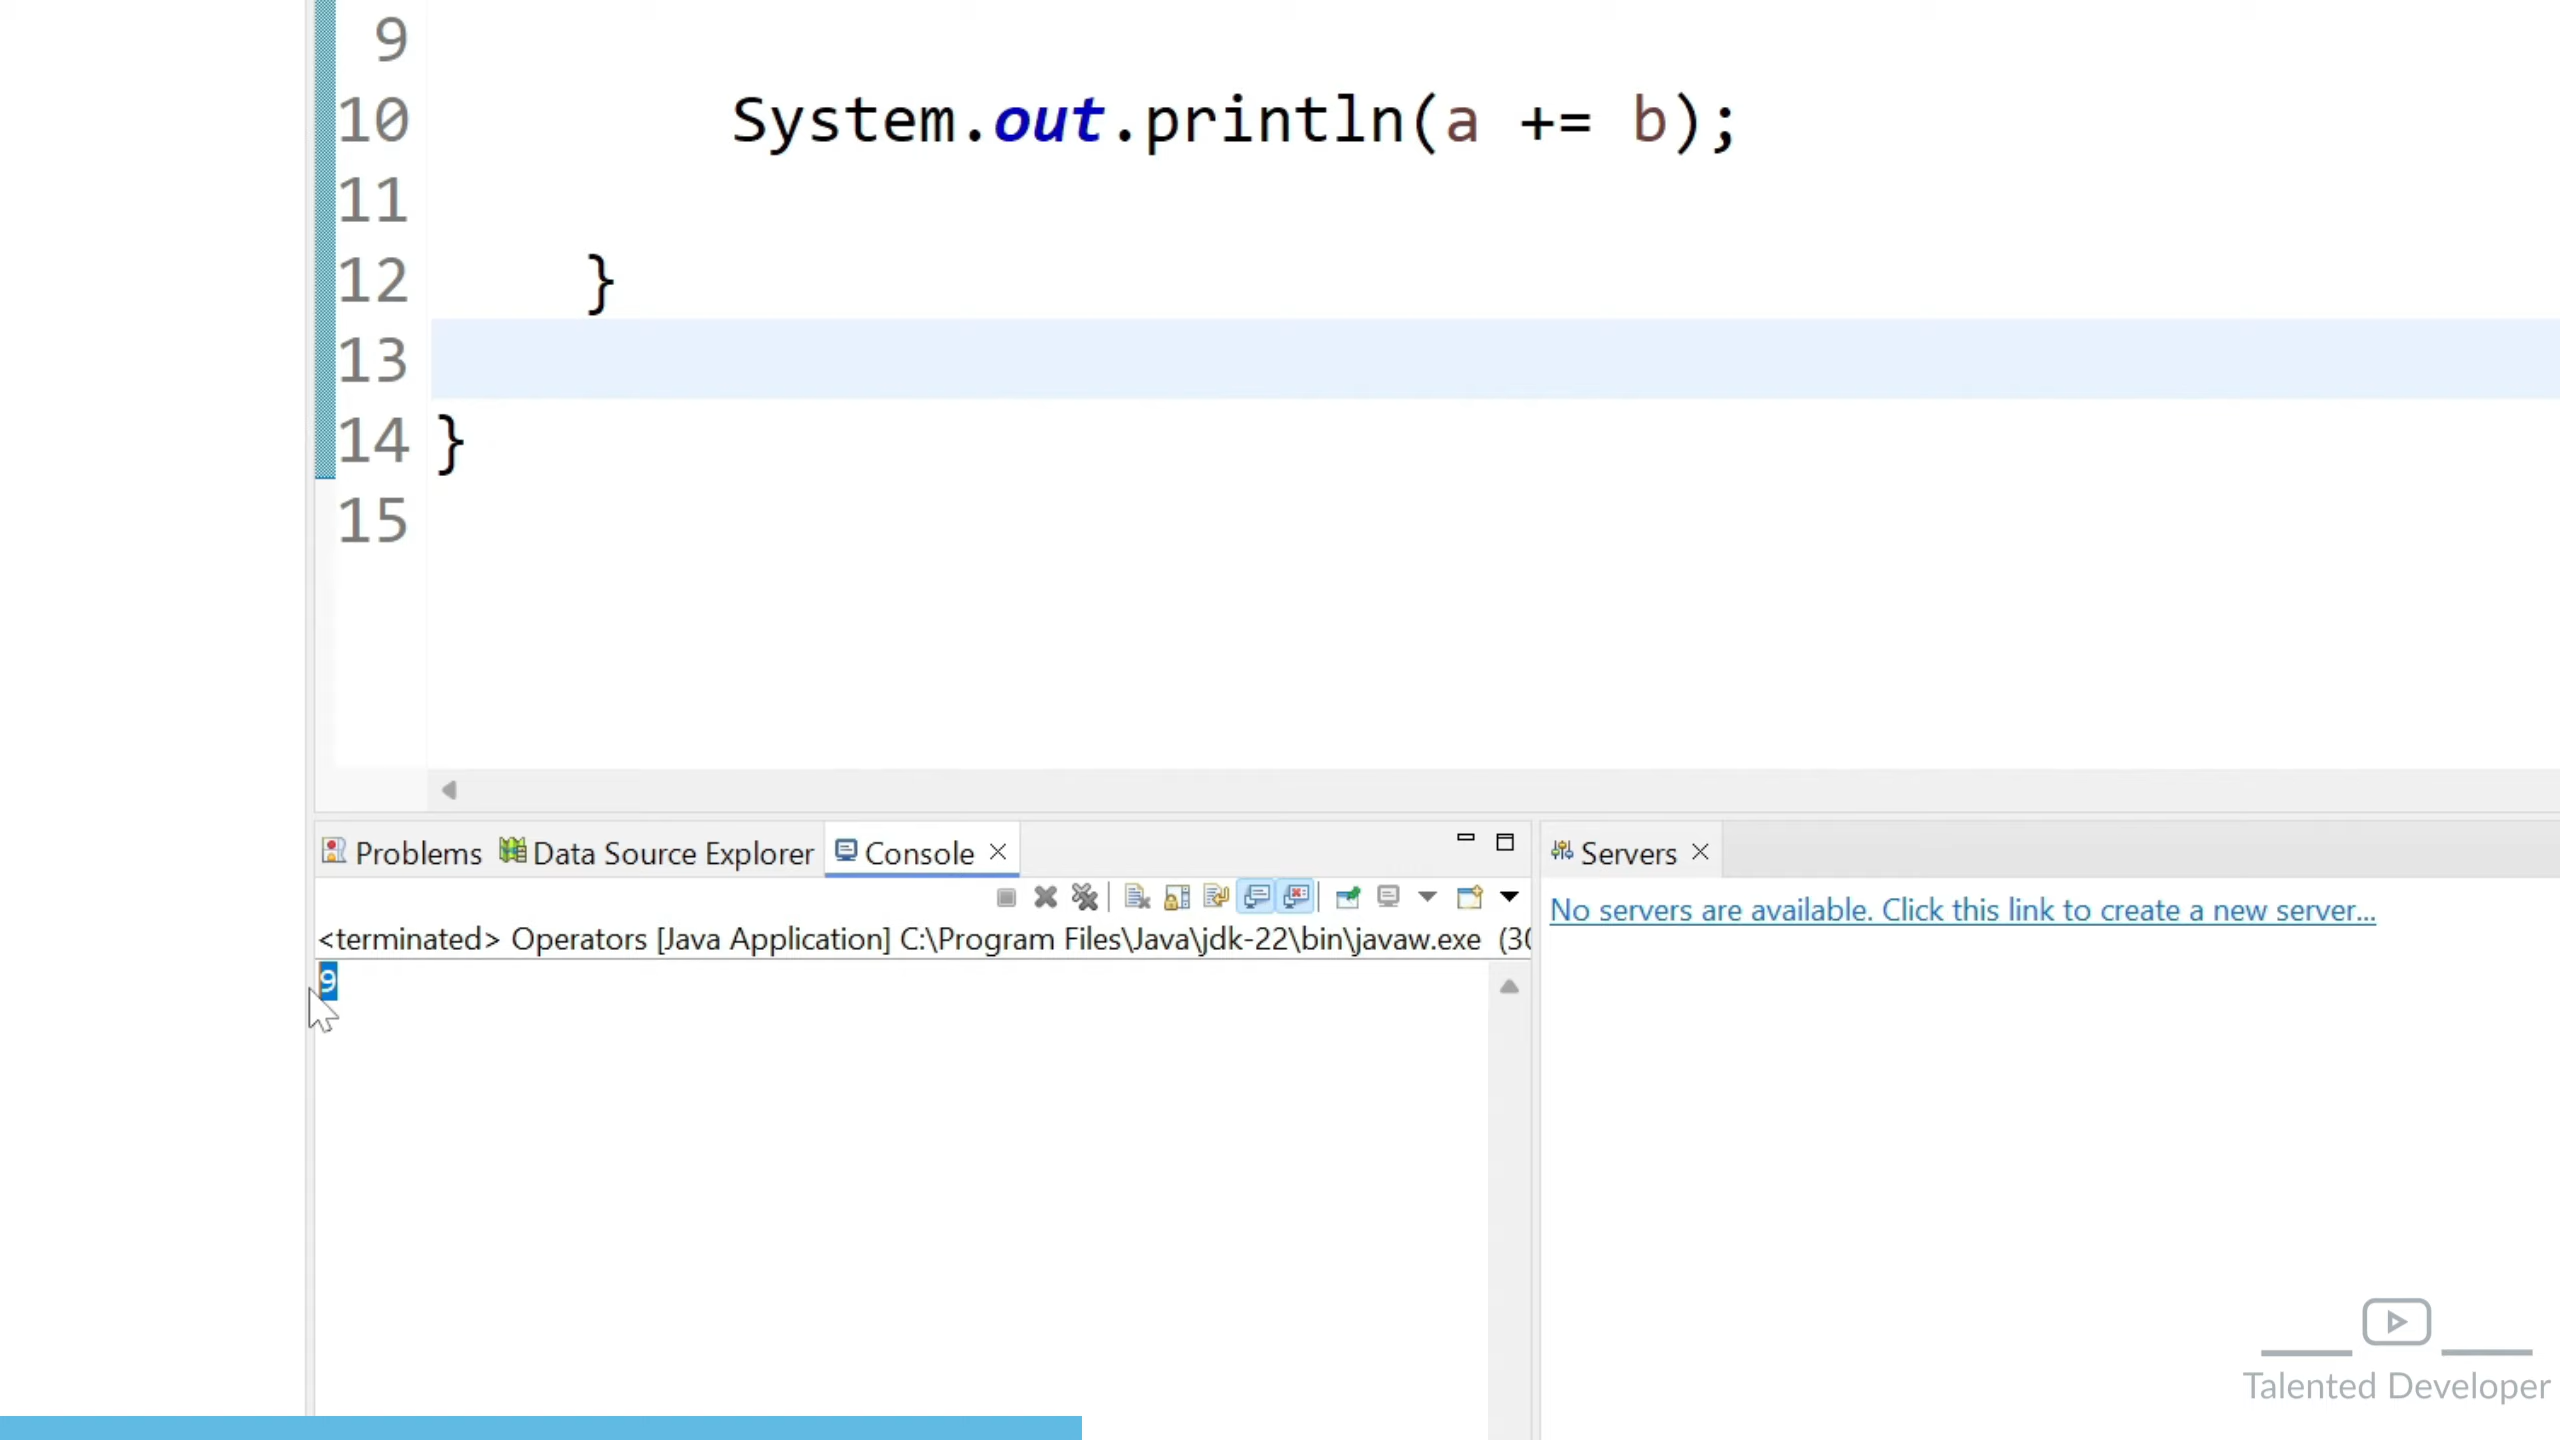 9
10 System.out.println(a += b);
11
12 }
13
14 }
15
Problems Data Source Explorer Console
Servers
No servers are available. Click this link to create a new server...
<terminated> Operators [Java Application] C:\Program Files\Java\jdk-22\bin\javaw.exe (30
9
Talented Developer